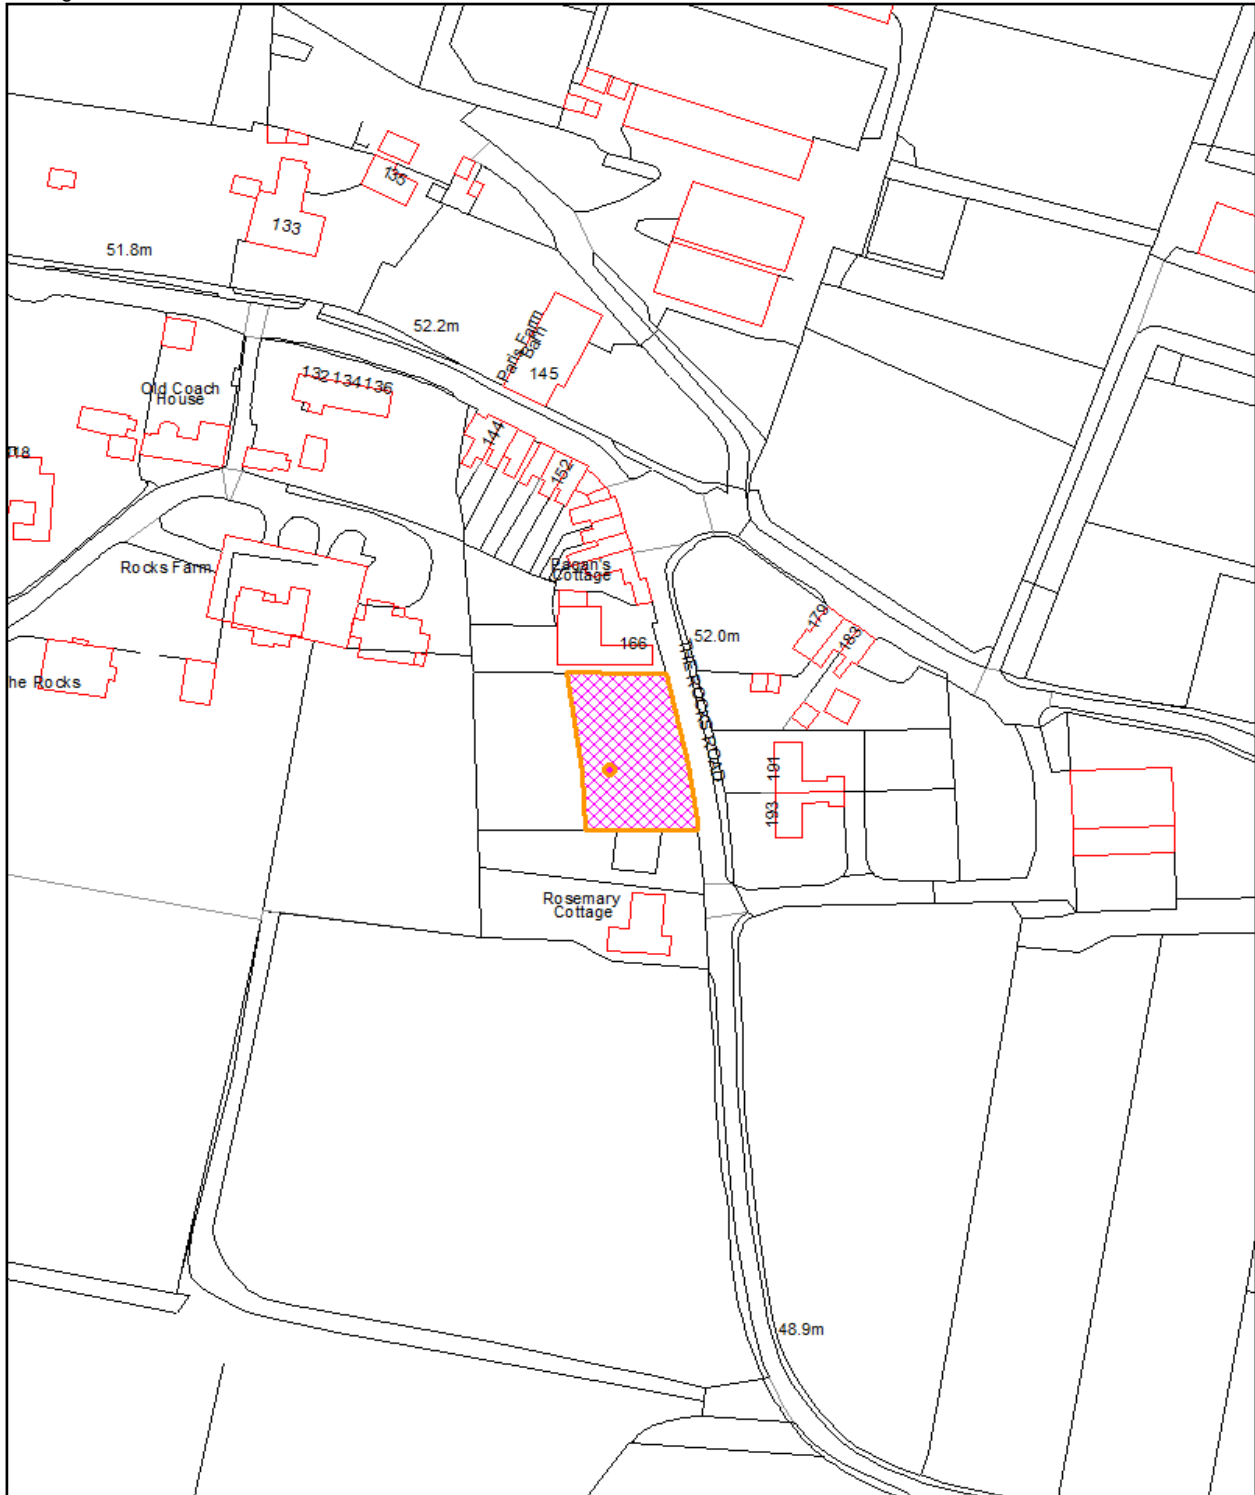 135
133
51.8m
52.2m
Paris Farm
Barn
145
132 134 136
Old Coach
House
144
152
118
Rocks Farm
Pagan's
Cottage
166
52.0m
179
183
THE ROCKS ROAD
he Rocks
191
193
Rosemary
Cottage
48.9m